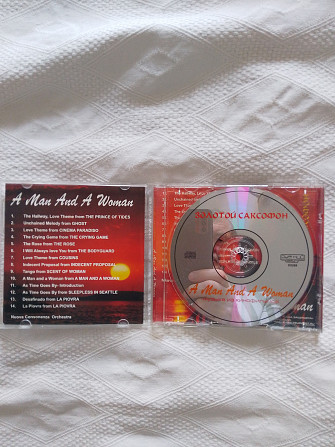 A Man And A Woman
1. The Hallway, Love Theme from THE PRINCE OF TIDES
2. Unchained Melody from GHOST
3. Love Theme from CINEMA PARADISO
4. The Crying Game from THE CRYING GAME
5. The Rose from THE ROSE
6. I Will Always Love You from THE BODYGUARD
7. Love Theme from COUSINS
8. Indecent Proposal from INDECENT PROPOSAL
9. Tango from SCENT OF WOMAN
10. A Man and a Woman from A MAN AND A WOMAN
11. As Time Goes By- Introduction
12. As Time Goes By from SLEEPLESS IN SEATTLE
13. Desafinado from LA PIOVRA
14. La Piovra from LA PIOVRA
Nuova Convenienza Orchestra
ЗОЛОТОЙ САКСОФОН
A Man And A Woman